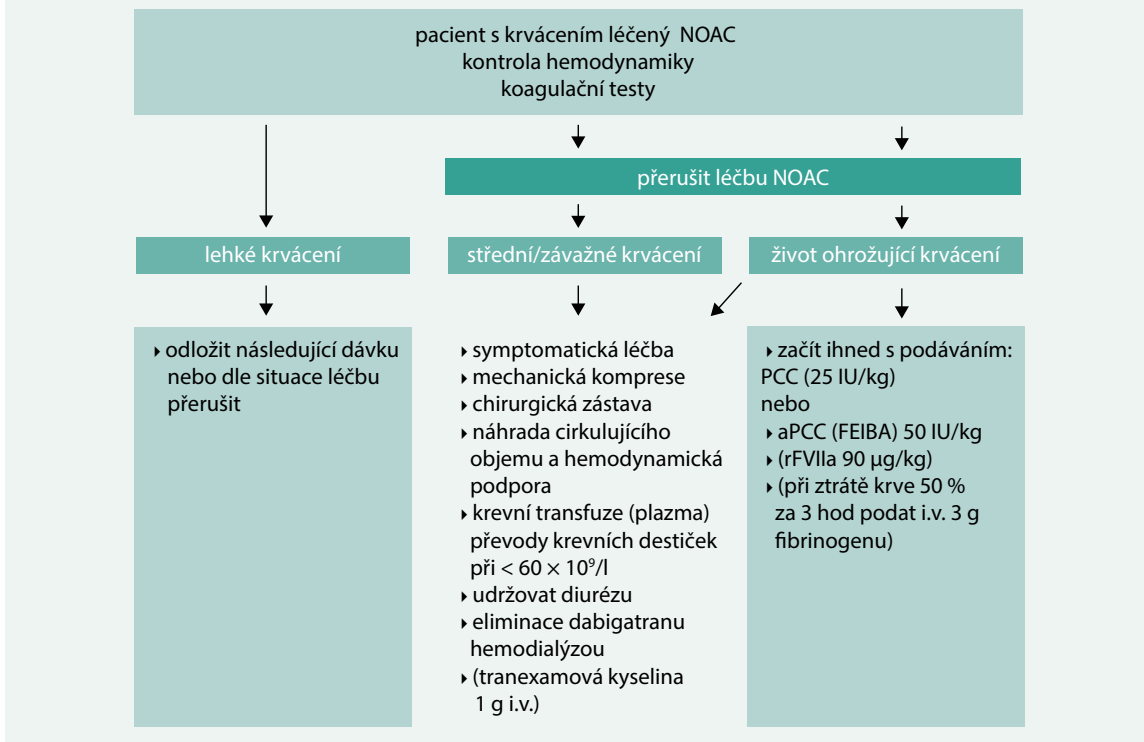 pacient s krvácením léčený NOAC
kontrola hemodynamiky
koagulační testy
přerušit léčbu NOAC
lehké krvácení
střední/závažné krvácení
život ohrožující krvácení
‣ odložit následující dávku
nebo dle situace léčbu
přerušit
‣ symptomatická léčba
‣ mechanická komprese
‣ chirurgická zástava
‣ náhrada cirkulujícího
objemu a hemodynamická
podpora
‣ krevní transfuze (plazma)
převody krevních destiček
při < 60 × 10⁹/l
‣ udržovat diurézu
‣ eliminace dabigatranu
hemodialýzou
‣ (tranexamová kyselina
1 g i.v.)
‣ začít ihned s podáváním:
PCC (25 IU/kg)
nebo
‣ aPCC (FEIBA) 50 IU/kg
‣ (rFVIIa 90 µg/kg)
‣ (při ztrátě krve 50 %
za 3 hod podat i.v. 3 g
fibrinogenu)